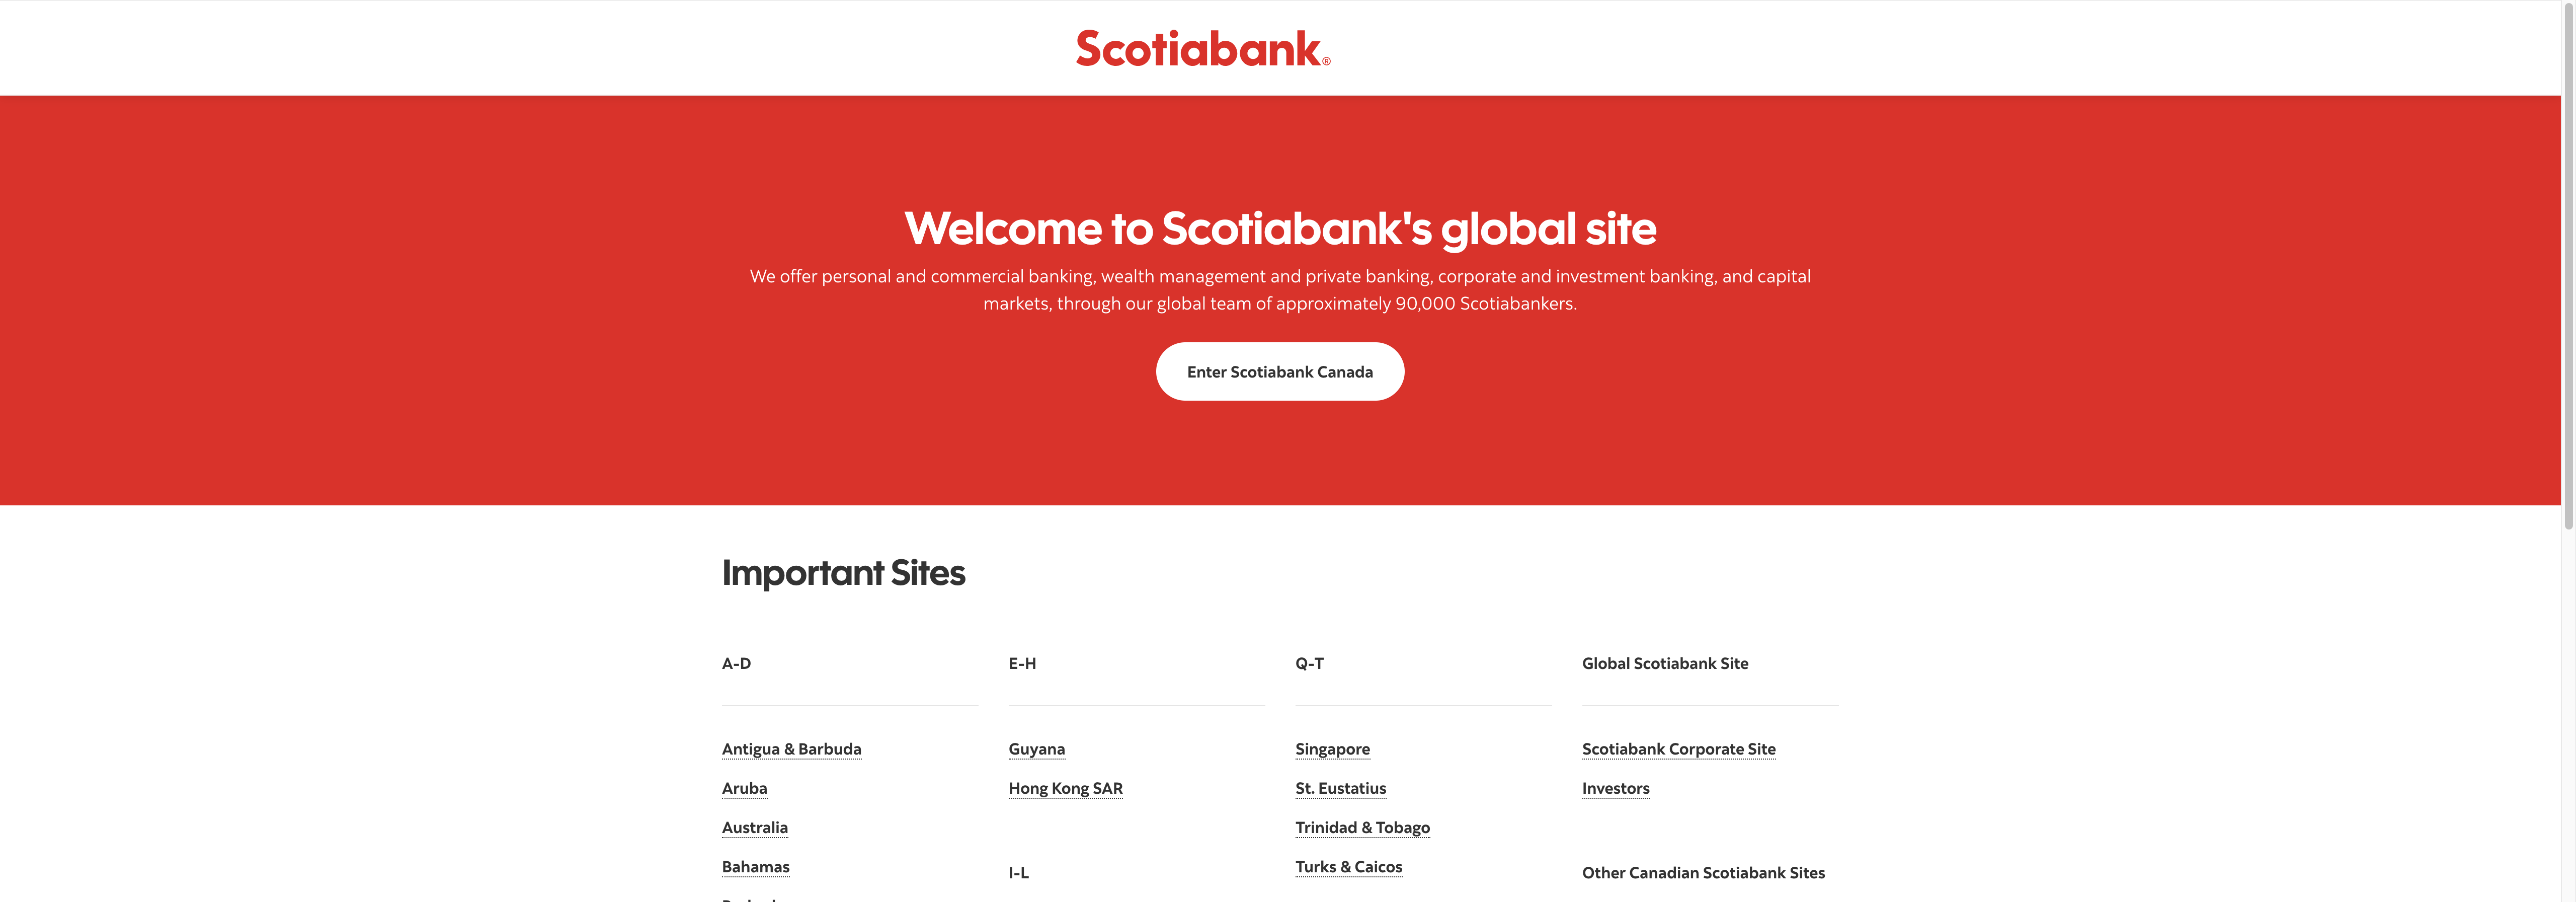 Scotiabank®
Welcome to Scotiabank's global site
We offer personal and commercial banking, wealth management and private banking, corporate and investment banking, and capital
markets, through our global team of approximately 90,000 Scotiabankers.
Enter Scotiabank Canada
Important Sites
A-D
Antigua & Barbuda
Aruba
Australia
Bahamas
E-H
Guyana
Hong Kong SAR
I-L
Q-T
Singapore
St. Eustatius
Trinidad & Tobago
Turks & Caicos
Global Scotiabank Site
Scotiabank Corporate Site
Investors
Other Canadian Scotiabank Sites